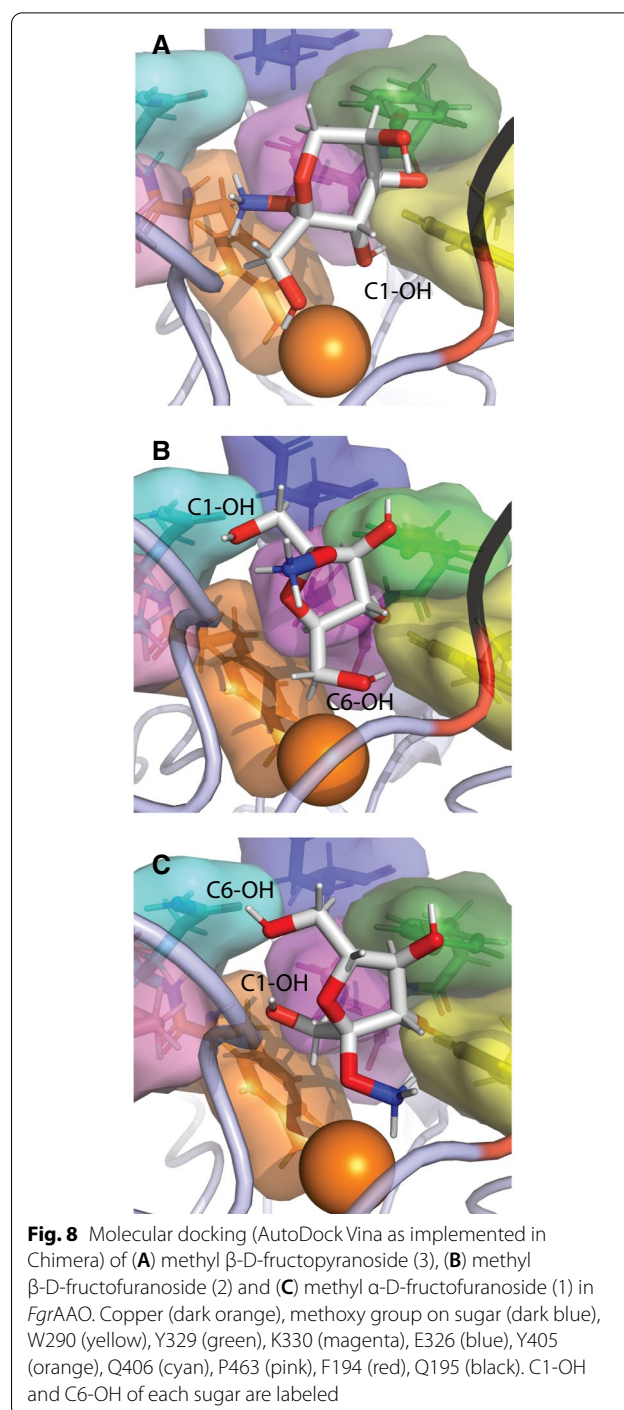 A
C1-OH
B
C1-OH
C6-OH
C
C6-OH
C1-OH
Fig. 8 Molecular docking (AutoDock Vina as implemented in
Chimera) of (A) methyl β-D-fructopyranoside (3), (B) methyl
β-D-fructofuranoside (2) and (C) methyl α-D-fructofuranoside (1) in
FgrAAO. Copper (dark orange), methoxy group on sugar (dark blue),
W290 (yellow), Y329 (green), K330 (magenta), E326 (blue), Y405
(orange), Q406 (cyan), P463 (pink), F194 (red), Q195 (black). C1-OH
and C6-OH of each sugar are labeled